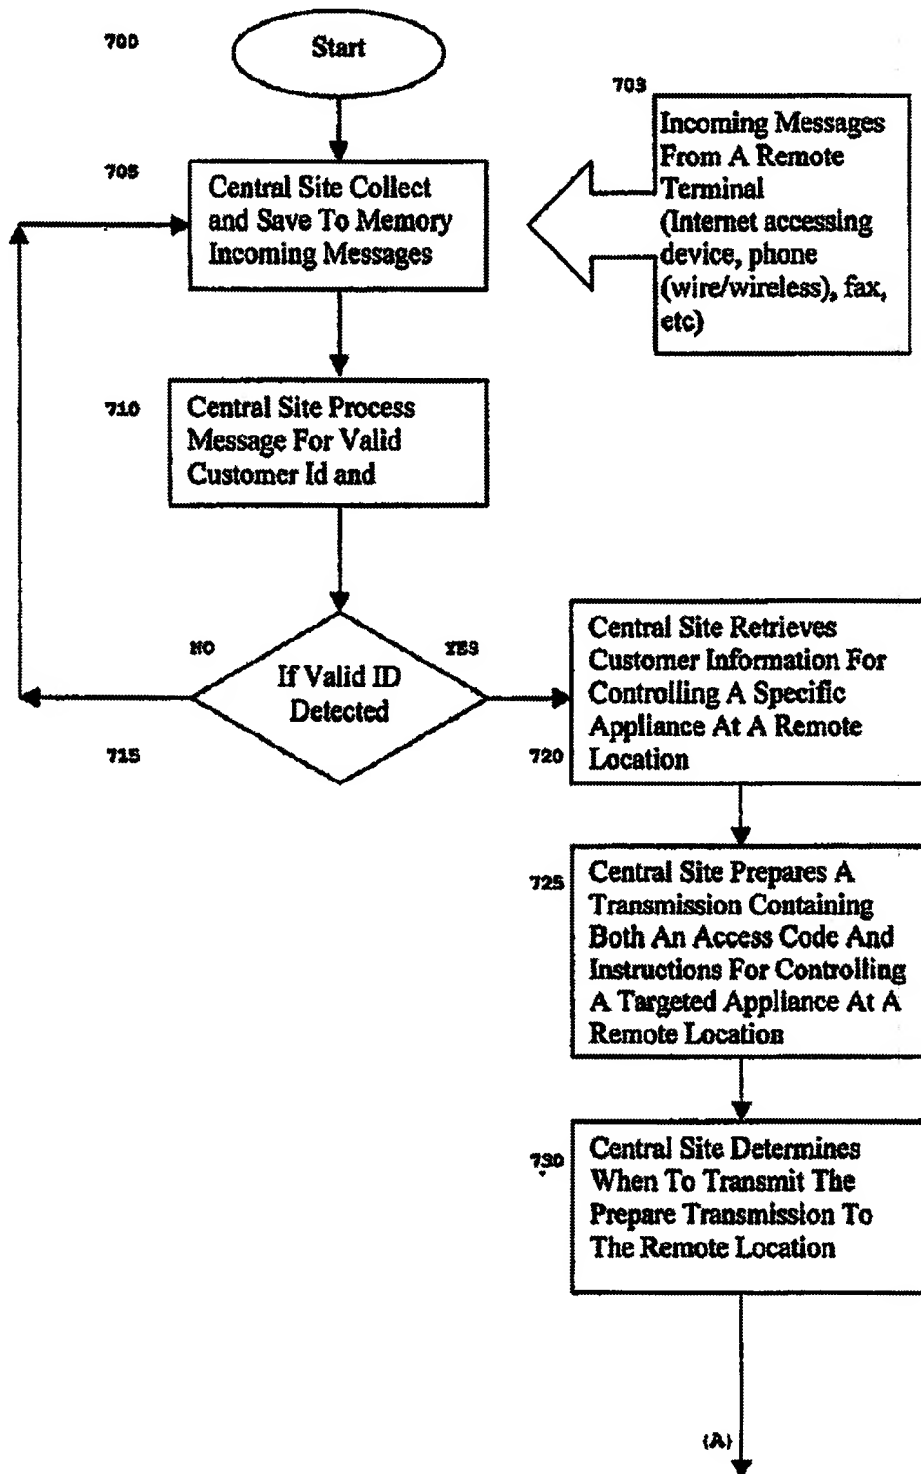 700
Start
703
Incoming Messages
From A Remote
Terminal
(Internet accessing
device, phone
(wire/wireless), fax,
etc)
705
Central Site Collect
and Save To Memory
Incoming Messages
710
Central Site Process
Message For Valid
Customer Id and
NO
YES
If Valid ID
Detected
715
Central Site Retrieves
Customer Information For
Controlling A Specific
Appliance At A Remote
Location
720
725
Central Site Prepares A
Transmission Containing
Both An Access Code And
Instructions For Controlling
A Targeted Appliance At A
Remote Location
730
Central Site Determines
When To Transmit The
Prepare Transmission To
The Remote Location
(A)